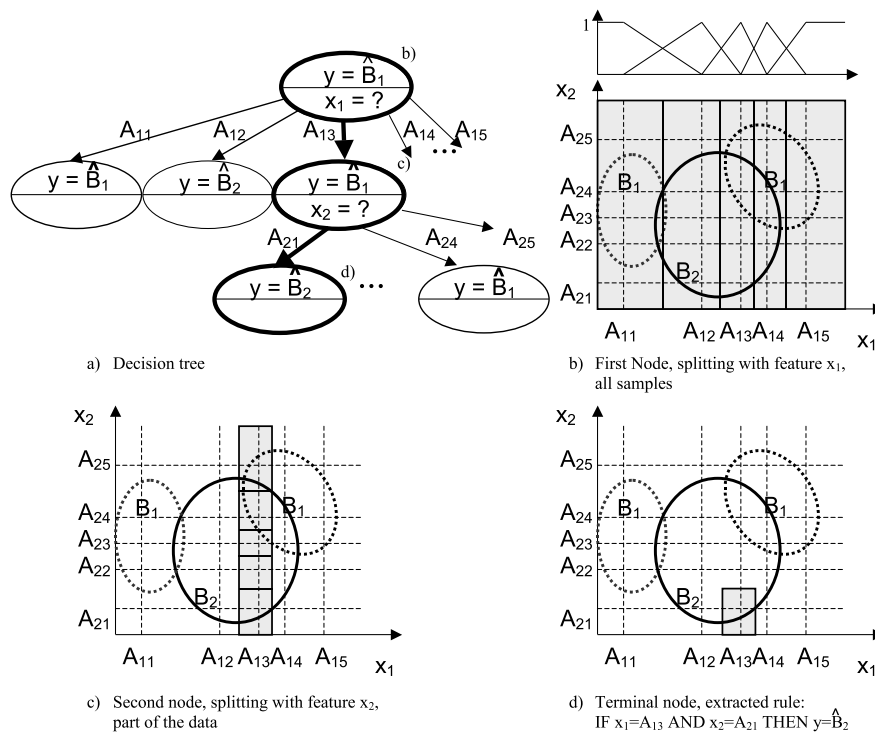 b)
y = B̂₁
x₁ = ?
A₁₁ A₁₂ A₁₃ A₁₄ A₁₅
...
c)
y = B̂₁ y = B̂₂ y = B̂₁
x₂ = ?
A₂₁ A₂₄ A₂₅
d)
...
y = B̂₂ y = B̂₁
a) Decision tree
1
x₂
A₂₅
B₁ B₁
A₂₄
A₂₃
A₂₂
B₂
A₂₁
A₁₁ A₁₂ A₁₃ A₁₄ A₁₅
x₁
b) First Node, splitting with feature x₁,
all samples
x₂
A₂₅
B₁ B₁
A₂₄
A₂₃
A₂₂
B₂
A₂₁
A₁₁ A₁₂ A₁₃ A₁₄ A₁₅
x₁
c) Second node, splitting with feature x₂,
part of the data
x₂
A₂₅
B₁ B₁
A₂₄
A₂₃
A₂₂
B₂
A₂₁
A₁₁ A₁₂ A₁₃ A₁₄ A₁₅
x₁
d) Terminal node, extracted rule:
IF x₁=A₁₃ AND x₂=A₂₁ THEN y=B̂₂